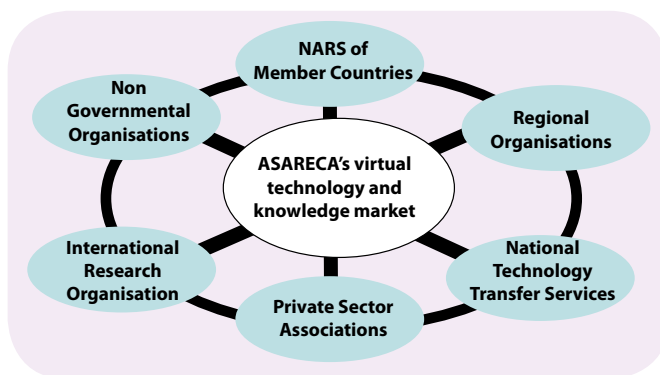 NARS of
Member Countries
Non
Governmental
Organisations
Regional
Organisations
ASARECA's virtual
technology and
knowledge market
International
Research
Organisation
National
Technology
Transfer Services
Private Sector
Associations